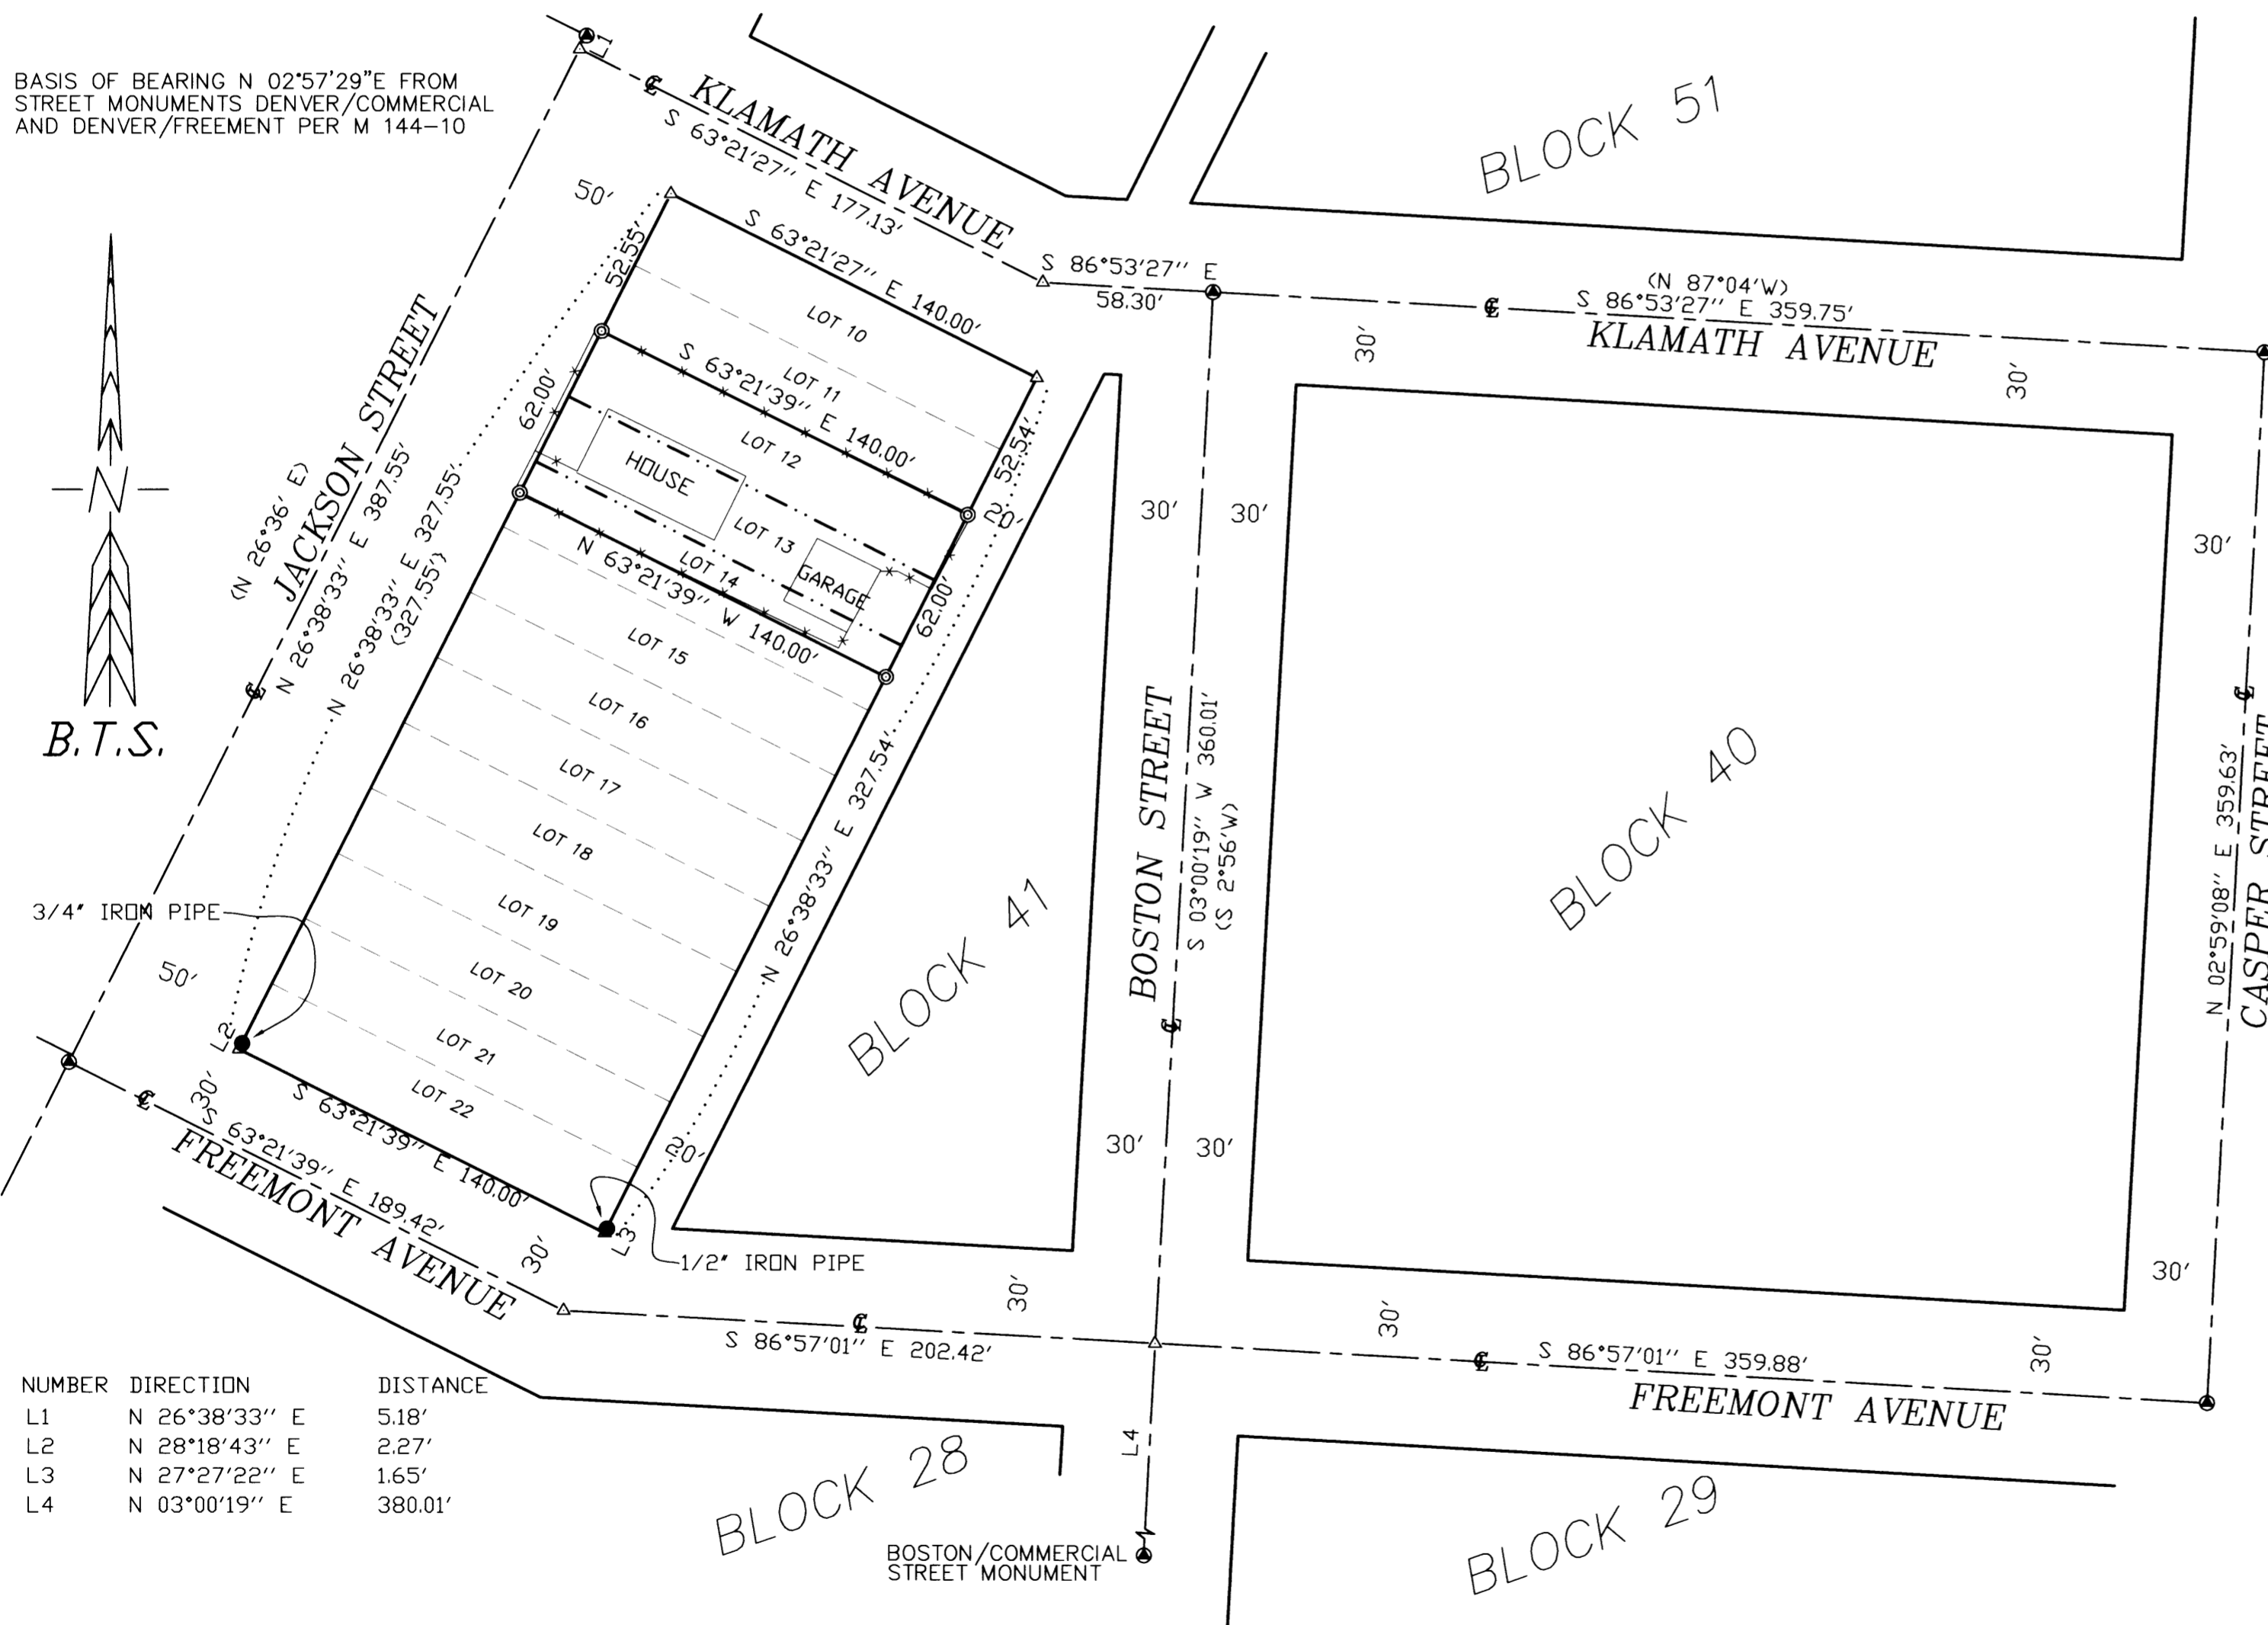 BASIS OF BEARING N 02°57'29"E FROM
STREET MONUMENTS DENVER/COMMERCIAL
AND DENVER/FREEMENT PER M 144-10
L1
℄
KLAMATH AVENUE
S 63°21'27" E 177.13'
BLOCK 51
50'
52.55'
S 63°21'27" E 140.00'
S 86°53'27" E
58.30'
(N 87°04'W)
℄
S 86°53'27" E 359.75'
KLAMATH AVENUE
30'
30'
LOT 10
LOT 11
S 63°21'39" E 140.00'
62.00'
52.54'
LOT 12
HOUSE
LOT 13
20'
LOT 14
GARAGE
62.00'
N 63°21'39" W 140.00'
N
B.T.S.
(N 26°36' E)
JACKSON STREET
N 26°38'33" E 387.55'
℄
N 26°38'33" E 327.55'
(327.55')
30'
30'
30'
LOT 15
LOT 16
LOT 17
LOT 18
LOT 19
LOT 20
LOT 21
LOT 22
N 26°38'33" E 327.54'
BLOCK 41
BOSTON STREET
S 03°00'19" W 360.01'
(S 2°56'W)
℄
BLOCK 40
℄
N 02°59'08" E 359.63'
CASPER STREET
3/4" IRON PIPE
50'
L2
30'
℄
S 63°21'39" E 140.00'
S 63°21'39" E 189.42'
FREEMONT AVENUE
20'
30'
L3
1/2" IRON PIPE
30'
30'
30'
30'
30'
30'
℄
S 86°57'01" E 202.42'
℄
S 86°57'01" E 359.88'
FREEMONT AVENUE
NUMBER DIRECTION DISTANCE
L1 N 26°38'33" E 5.18'
L2 N 28°18'43" E 2.27'
L3 N 27°27'22" E 1.65'
L4 N 03°00'19" E 380.01'
L4
BLOCK 28
BLOCK 29
BOSTON/COMMERCIAL
STREET MONUMENT